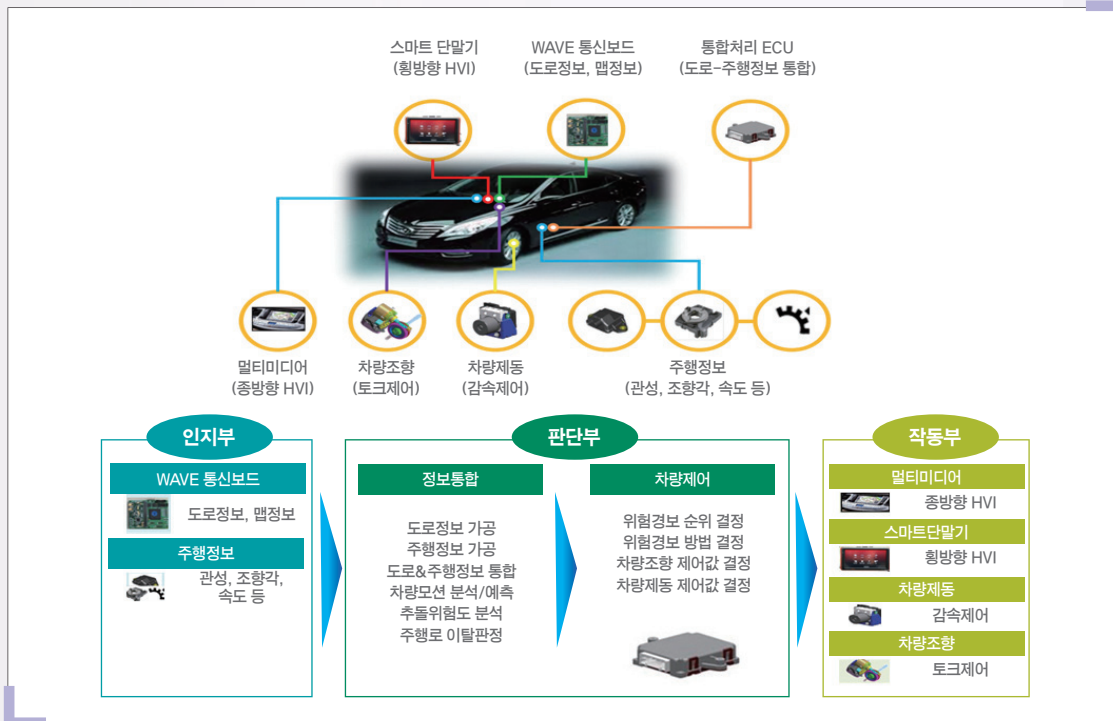 스마트 단말기
(횡방향 HVI)
WAVE 통신보드
(도로정보, 맵정보)
통합처리 ECU
(도로-주행정보 통합)
멀티미디어
(종방향 HVI)
차량조향
(토크제어)
차량제동
(감속제어)
주행정보
(관성, 조향각, 속도 등)
인지부
WAVE 통신보드
도로정보, 맵정보
주행정보
관성, 조향각,
속도 등
판단부
정보통합
도로정보 가공
주행정보 가공
도로&주행정보 통합
차량모션 분석/예측
추돌위험도 분석
주행로 이탈판정
차량제어
위험경보 순위 결정
위험경보 방법 결정
차량조향 제어값 결정
차량제동 제어값 결정
작동부
멀티미디어
종방향 HVI
스마트단말기
횡방향 HVI
차량제동
감속제어
차량조향
토크제어